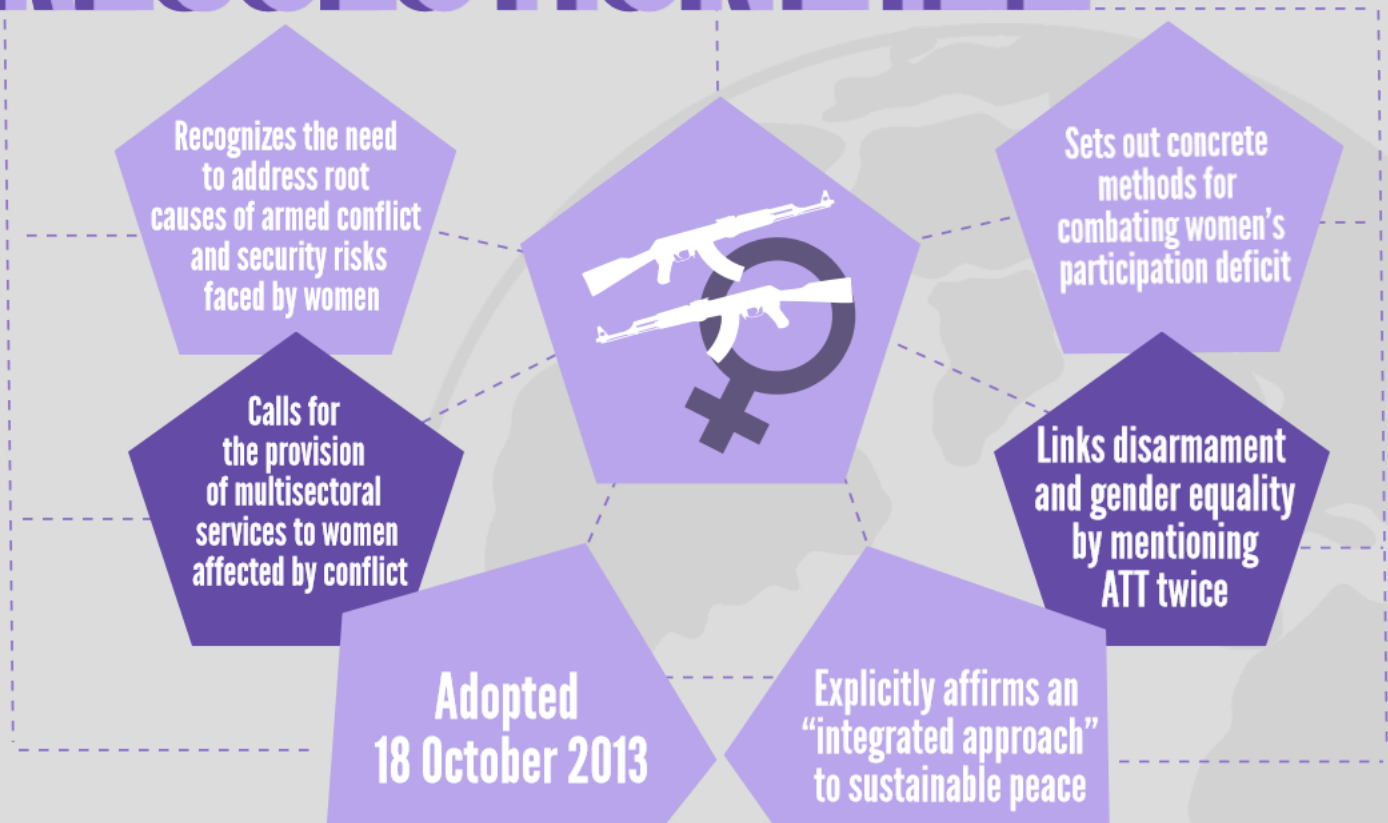 Recognizes the need
to address root
causes of armed conflict
and security risks
faced by women
Sets out concrete
methods for
combating women's
participation deficit
Calls for
the provision
of multisectoral
services to women
affected by conflict
Links disarmament
and gender equality
by mentioning
ATT twice
Adopted
18 October 2013
Explicitly affirms an
“integrated approach”
to sustainable peace